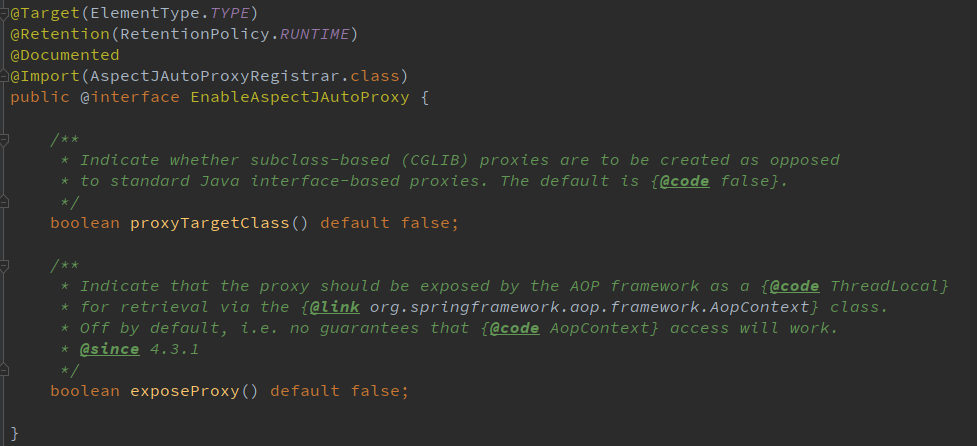 @Target(ElementType.TYPE)
@Retention(RetentionPolicy.RUNTIME)
@Documented
@Import(AspectJAutoProxyRegistrar.class)
public @interface EnableAspectJAutoProxy {
/**
* Indicate whether subclass-based (CGLIB) proxies are to be created as opposed
* to standard Java interface-based proxies. The default is {@code false}.
*/
boolean proxyTargetClass() default false;
/**
* Indicate that the proxy should be exposed by the AOP framework as a {@code ThreadLocal}
* for retrieval via the {@link org.springframework.aop.framework.AopContext} class.
* Off by default, i.e. no guarantees that {@code AopContext} access will work.
* @since 4.3.1
*/
boolean exposeProxy() default false;
}